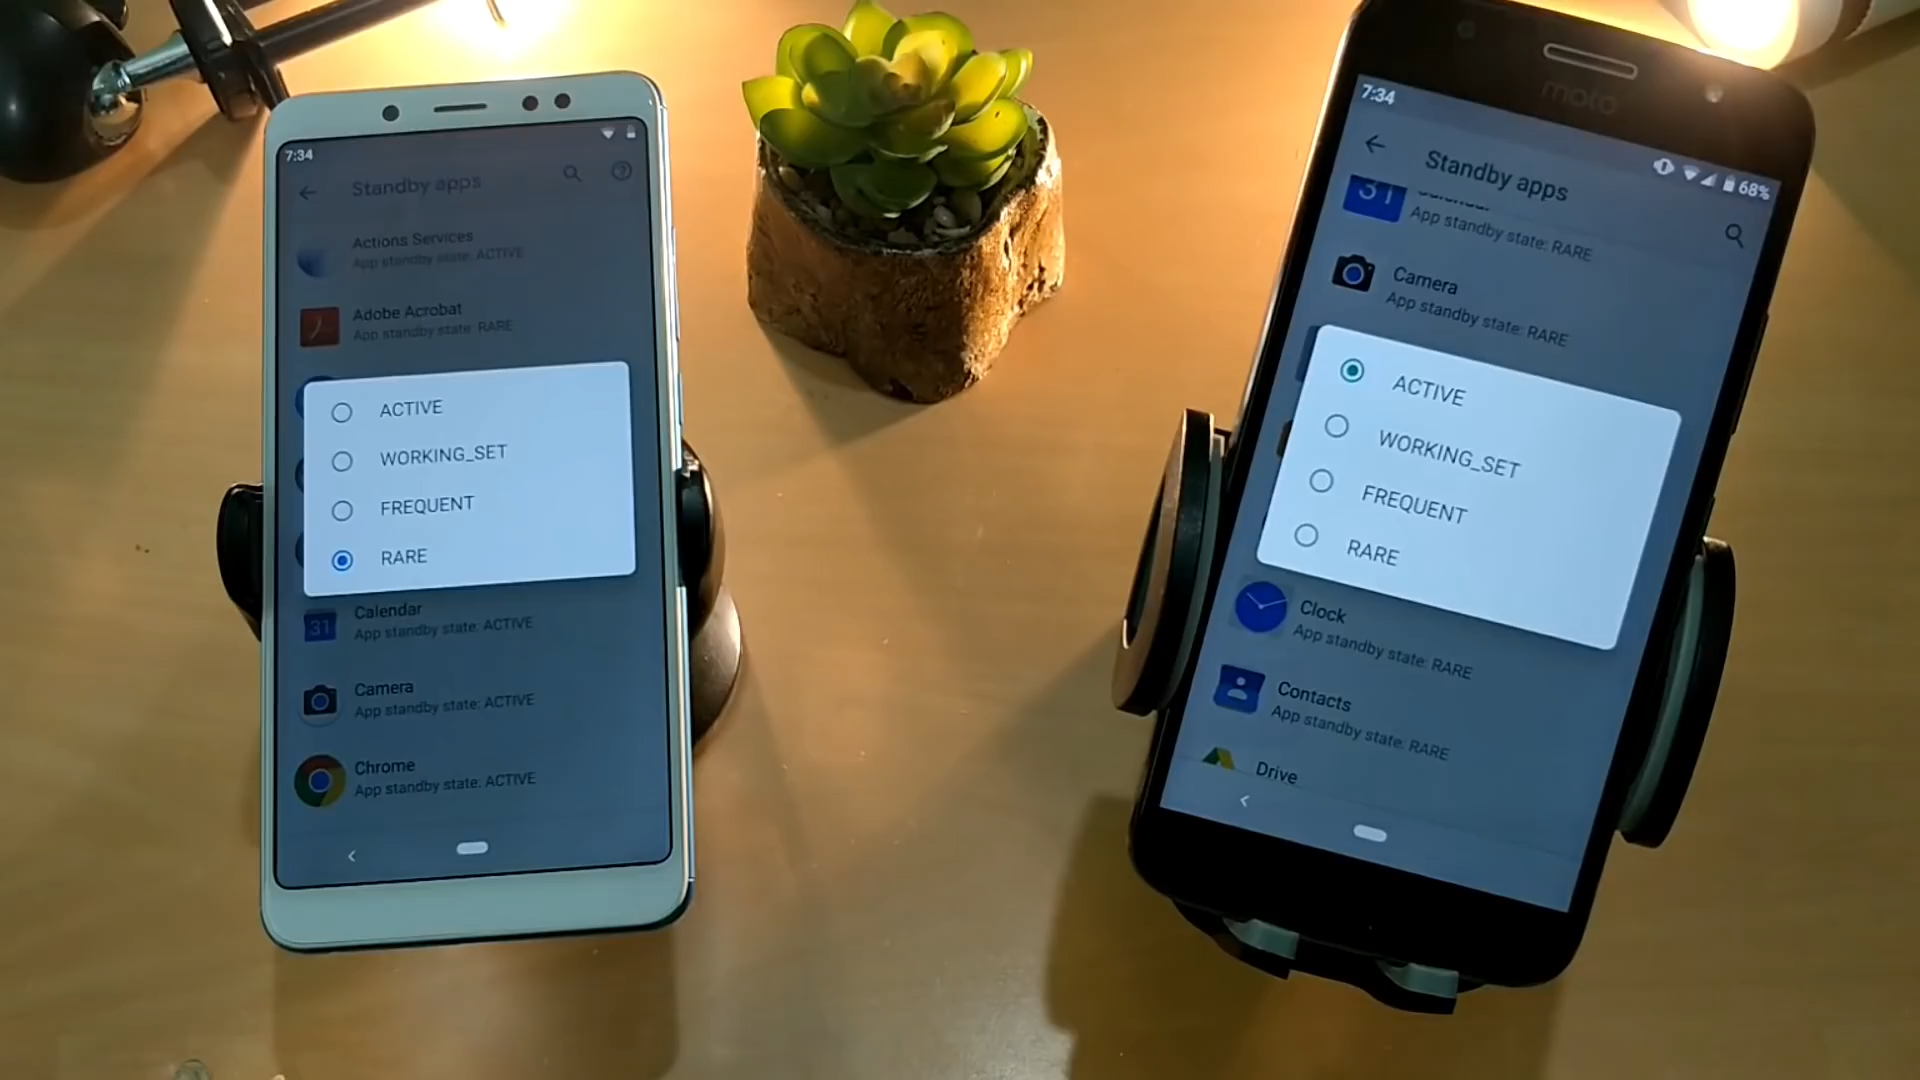 7:34
Standby apps
Actions Services
App standby state: ACTIVE
Adobe Acrobat
App standby state: RARE
ACTIVE
WORKING_SET
FREQUENT
RARE
31
Calendar
App standby state: ACTIVE
Camera
App standby state: ACTIVE
Chrome
App standby state: ACTIVE
moto
7:34
68%
Standby apps
31
Calendar
App standby state: RARE
Camera
App standby state: RARE
ACTIVE
WORKING_SET
FREQUENT
RARE
Clock
App standby state: RARE
Contacts
App standby state: RARE
Drive